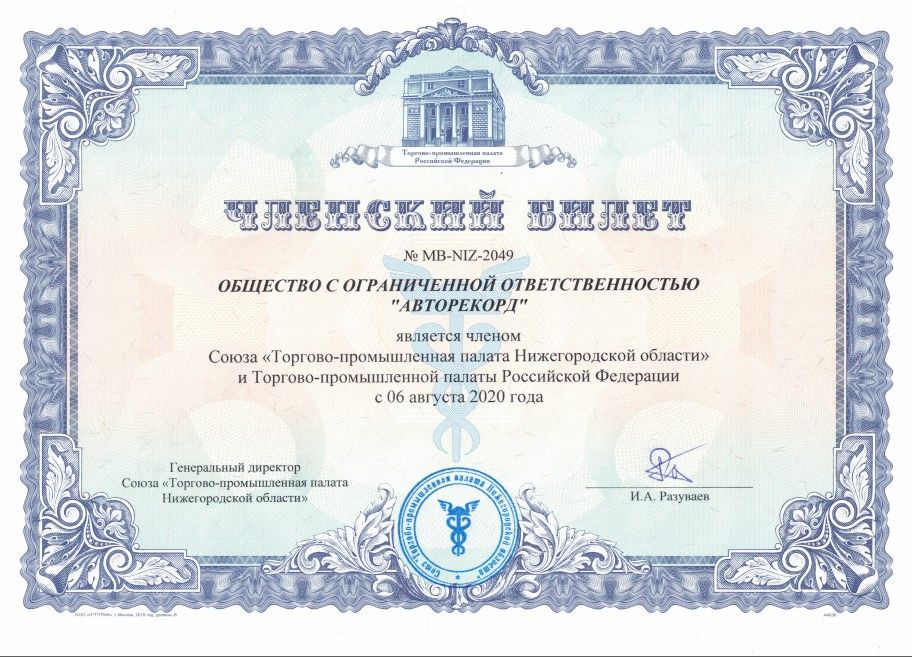 Торгово-промышленная палата
Российской Федерации
ЧЛЕНСКИЙ БИЛЕТ
№ MB-NIZ-2049
ОБЩЕСТВО С ОГРАНИЧЕННОЙ ОТВЕТСТВЕННОСТЬЮ
"АВТОРЕКОРД"
является членом
Союза «Торгово-промышленная палата Нижегородской области»
и Торгово-промышленной палаты Российской Федерации
с 06 августа 2020 года
Генеральный директор
Союза «Торгово-промышленная палата
Нижегородской области»
И.А. Разуваев
Союз "Торгово-промышленная палата Нижегородской области"